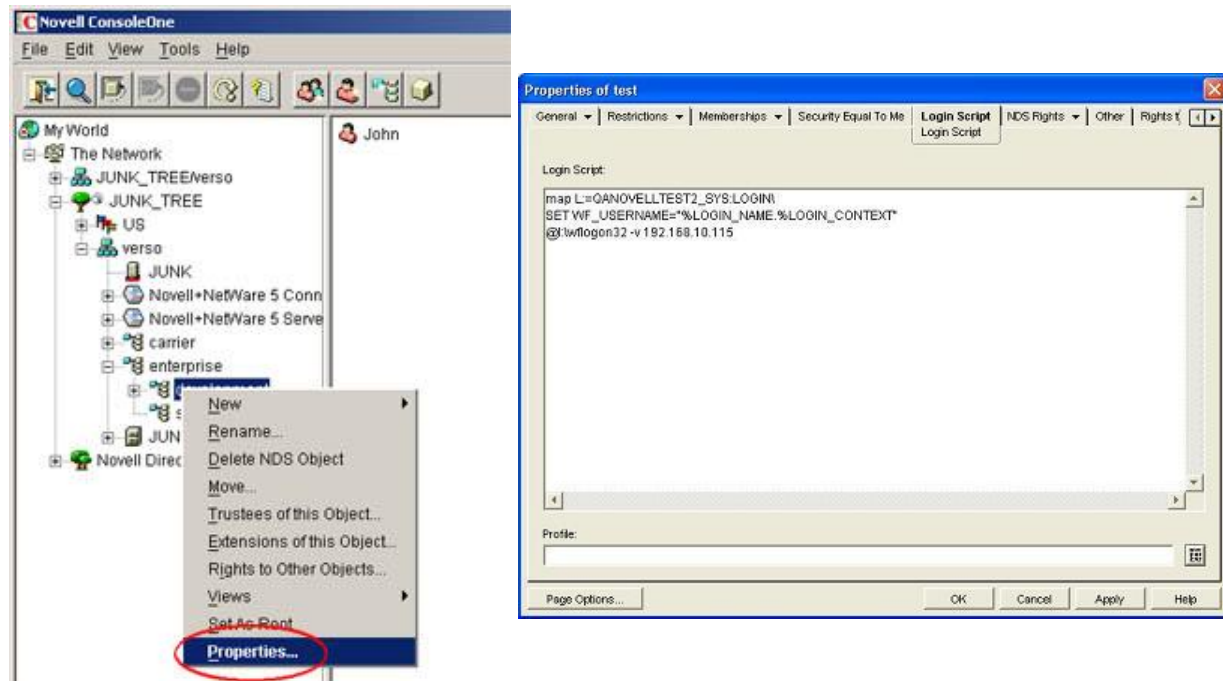 Novell ConsoleOne
File Edit View Tools Help
My World
The Network
JUNK_TREE/verso
JUNK_TREE
US
verso
JUNK
Novell+NetWare 5 Conn
Novell+NetWare 5 Serve
carrier
enterprise
JUN
Novell Direc
John
New
Rename...
Delete NDS Object
Move...
Trustees of this Object...
Extensions of this Object...
Rights to Other Objects...
Views
Set As Root
Properties...
Properties of test
General Restrictions Memberships Security Equal To Me Login Script NDS Rights Other Rights t
Login Script
Login Script:
map L:=QANOVELLTEST2_SYS:LOGIN\
SET WF_USERNAME="%LOGIN_NAME.%LOGIN_CONTEXT"
@l:\wflogon32 -v 192.168.10.115
Profile:
Page Options... OK Cancel Apply Help